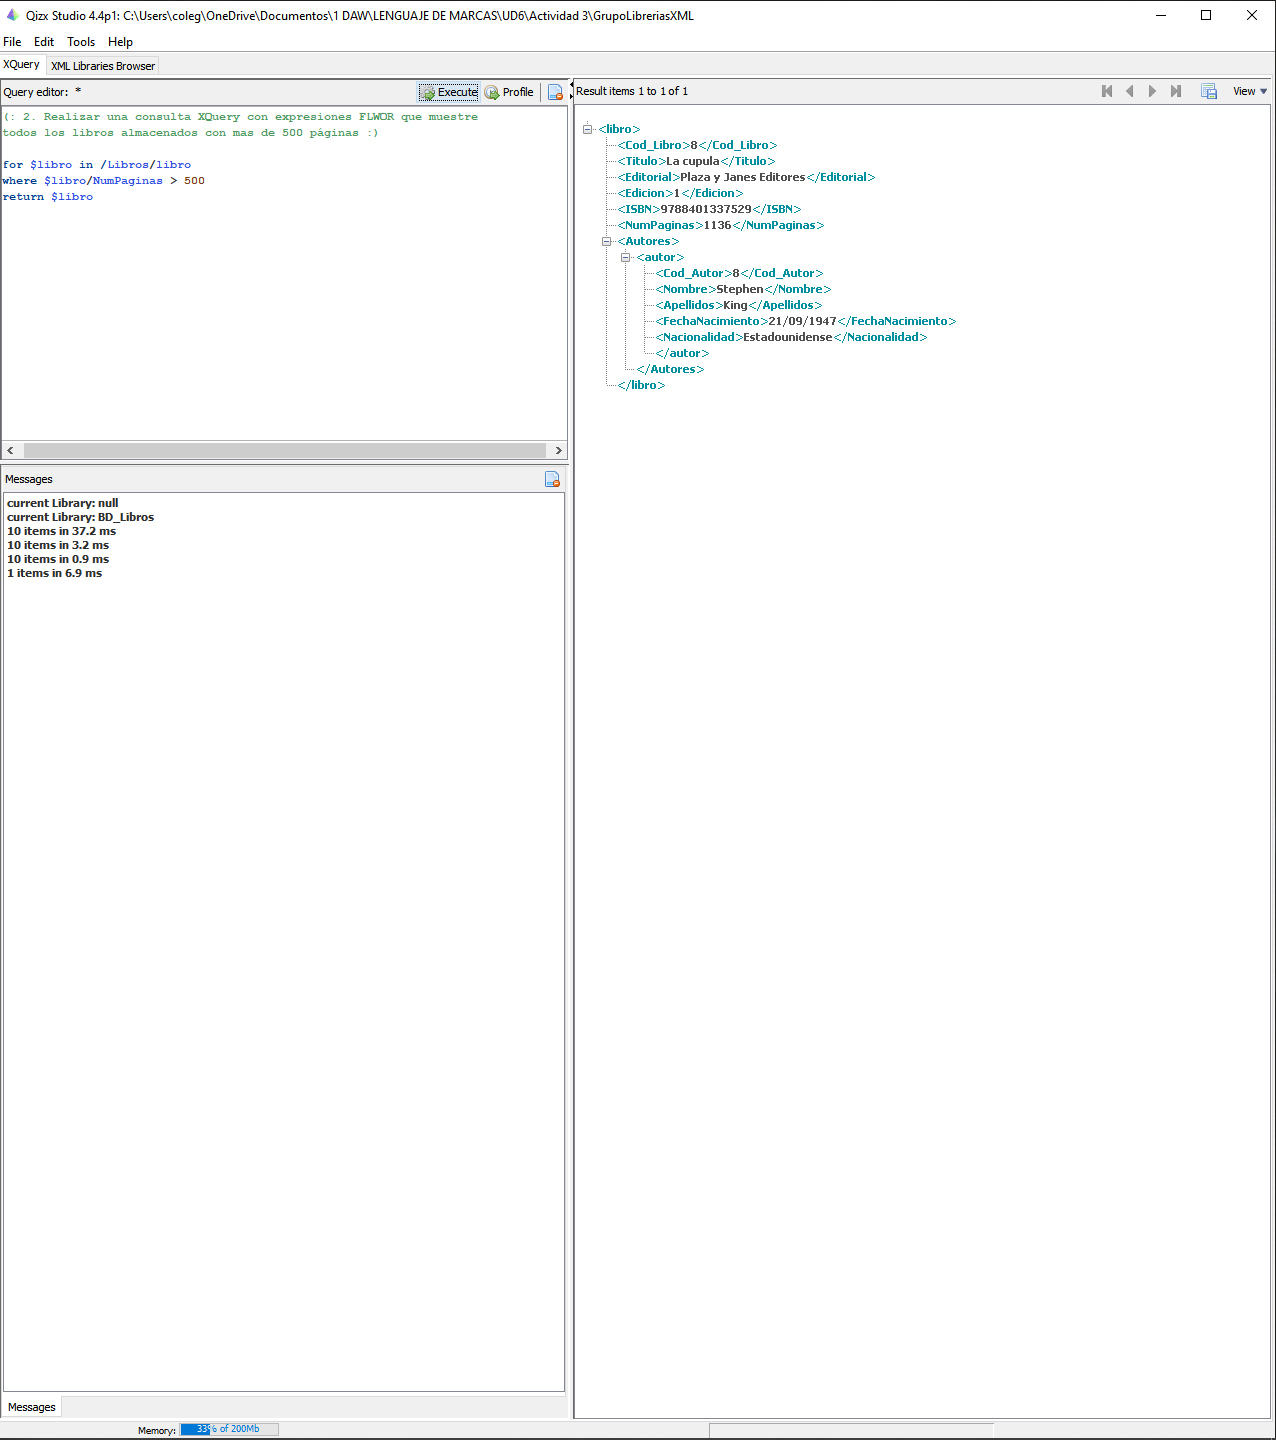 Qizx Studio 4.4p1: C:\Users\coleg\OneDrive\Documentos\1 DAW\LENGUAJE DE MARCAS\UD6\Actividad 3\GrupoLibreriasXML
File Edit Tools Help
XQuery XML Libraries Browser
Query editor: * Execute Profile
(: 2. Realizar una consulta XQuery con expresiones FLWOR que muestre
todos los libros almacenados con mas de 500 páginas :)
for $libro in /Libros/libro
where $libro/NumPaginas > 500
return $libro
Messages
current Library: null
current Library: BD_Libros
10 items in 37.2 ms
10 items in 3.2 ms
10 items in 0.9 ms
1 items in 6.9 ms
Messages
Result items 1 to 1 of 1 View
<libro>
<Cod_Libro>8</Cod_Libro>
<Titulo>La cupula</Titulo>
<Editorial>Plaza y Janes Editores</Editorial>
<Edicion>1</Edicion>
<ISBN>9788401337529</ISBN>
<NumPaginas>1136</NumPaginas>
<Autores>
<autor>
<Cod_Autor>8</Cod_Autor>
<Nombre>Stephen</Nombre>
<Apellidos>King</Apellidos>
<FechaNacimiento>21/09/1947</FechaNacimiento>
<Nacionalidad>Estadounidense</Nacionalidad>
</autor>
</Autores>
</libro>
Memory: 33% of 200Mb